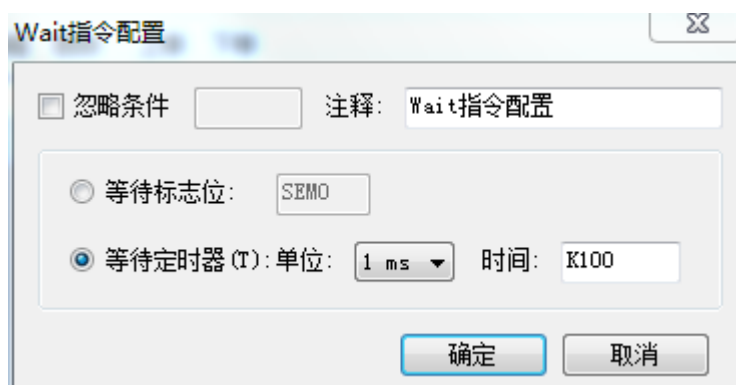 Wait指令配置
忽略条件 注释: Wait指令配置
等待标志位: SEM0
等待定时器(T):单位: 1 ms 时间: K100
确定 取消